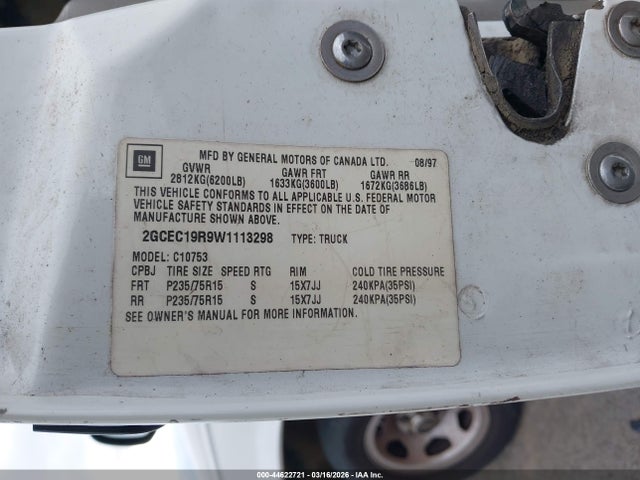 GM
MFD BY GENERAL MOTORS OF CANADA LTD. 08/97
GVWR GAWR FRT GAWR RR
2812KG(6200LB) 1633KG(3600LB) 1672KG(3686LB)
THIS VEHICLE CONFORMS TO ALL APPLICABLE U.S. FEDERAL MOTOR
VEHICLE SAFETY STANDARDS IN EFFECT ON THE DATE OF
MANUFACTURE SHOWN ABOVE.
2GCEC19R9W1113298 TYPE: TRUCK
MODEL: C10753
CPBJ TIRE SIZE SPEED RTG RIM COLD TIRE PRESSURE
FRT P235/75R15 S 15X7JJ 240KPA(35PSI)
RR P235/75R15 S 15X7JJ 240KPA(35PSI)
SEE OWNER'S MANUAL FOR MORE INFORMATION.
000-44622721 - 03/16/2026 - IAA Inc.